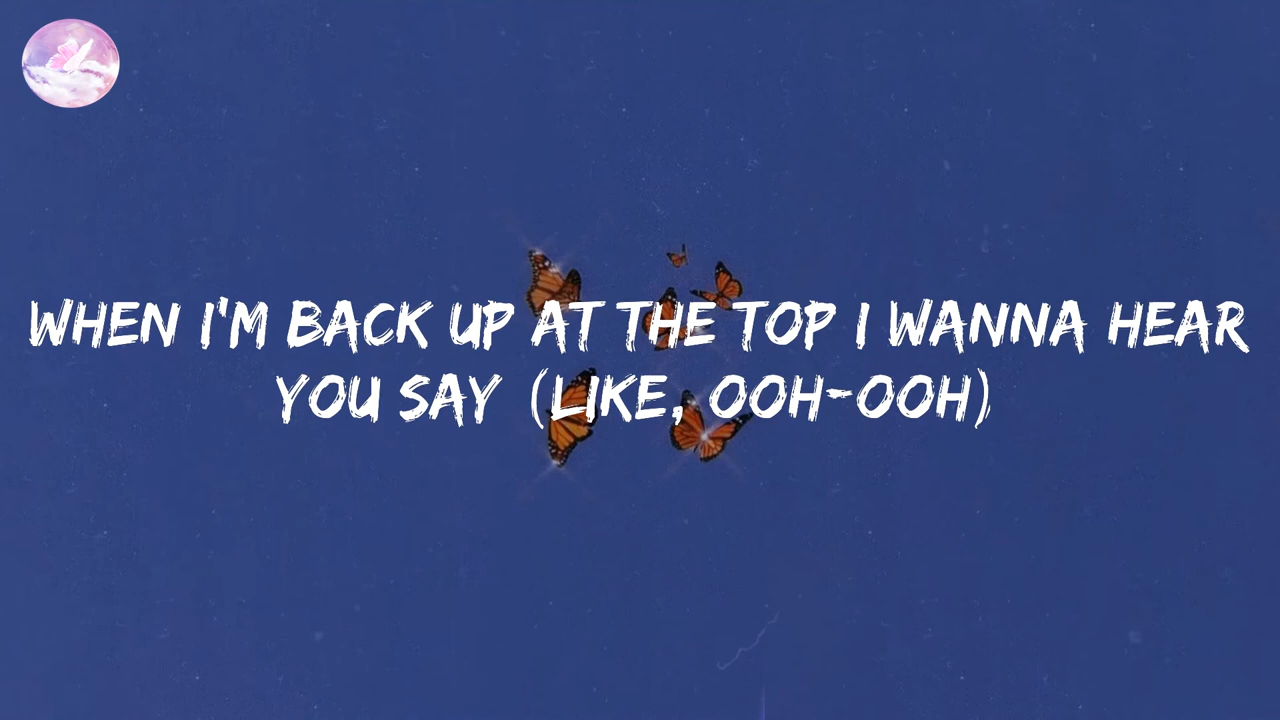 WHEN I'M BACK UP AT THE TOP I WANNA HEAR
YOU SAY (LIKE, OOH-OOH)